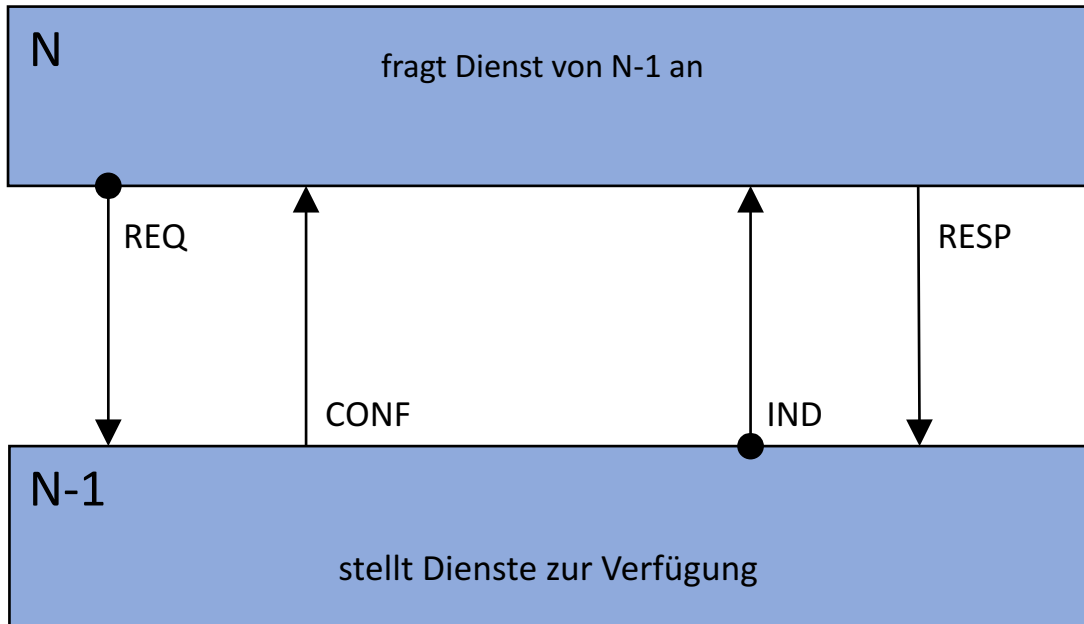 N
fragt Dienst von N-1 an
REQ
RESP
CONF
IND
N-1
stellt Dienste zur Verfügung